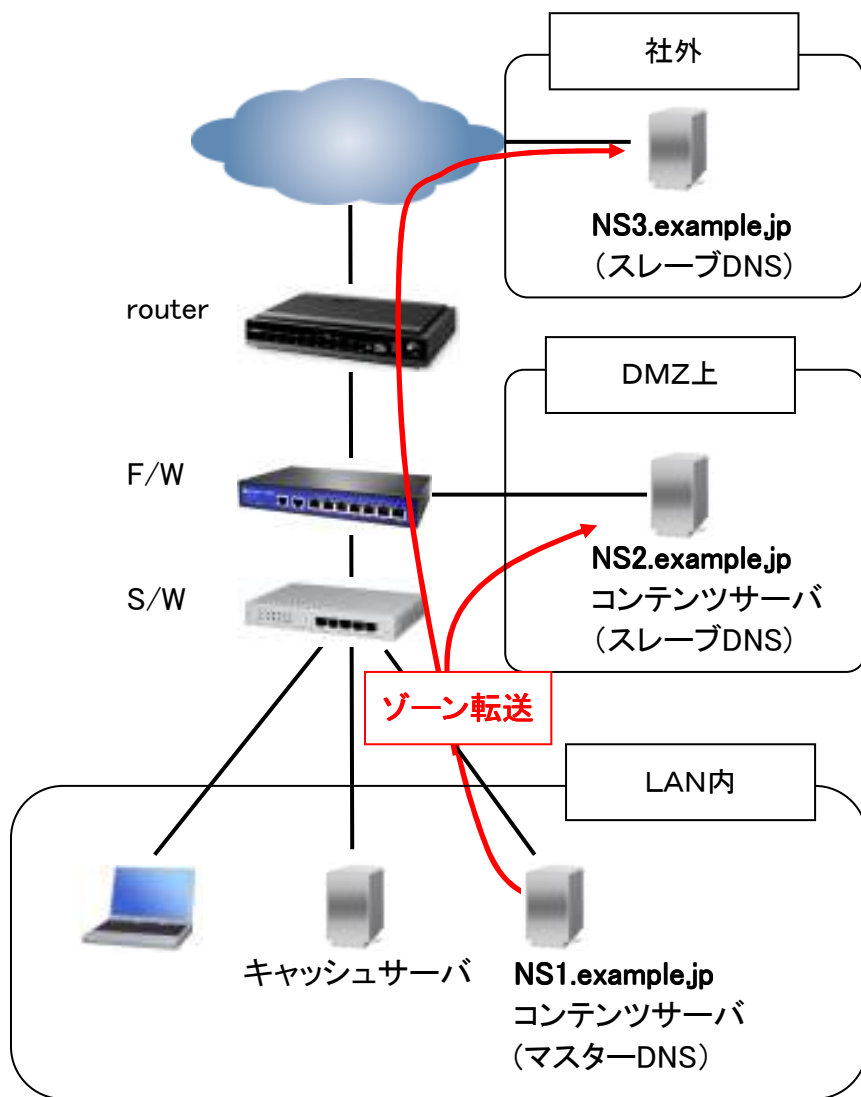 社外
NS3.example.jp
（スレーブDNS）
router
DMZ上
F/W
NS2.example.jp
コンテンツサーバ
（スレーブDNS）
S/W
ゾーン転送
LAN内
キャッシュサーバ
NS1.example.jp
コンテンツサーバ
（マスターDNS）